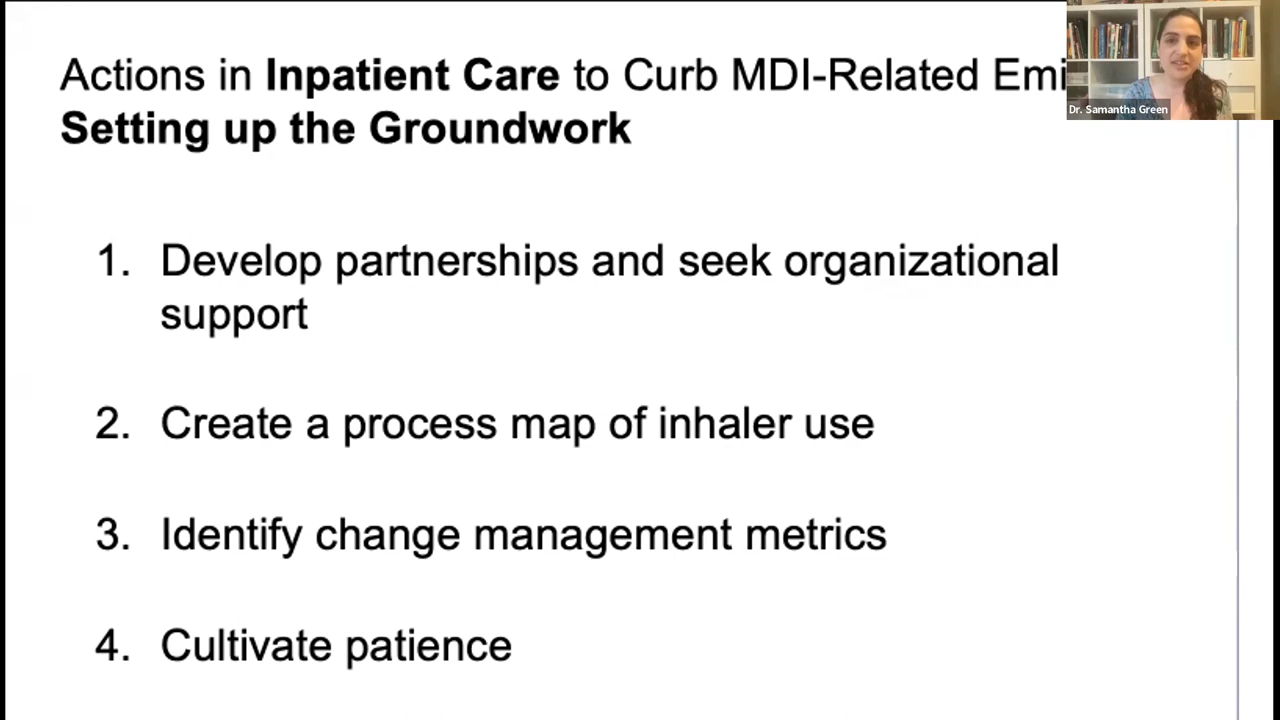 Actions in Inpatient Care to Curb MDI-Related
Setting up the Groundwork
Dr. Samantha Green
1. Develop partnerships and seek organizational
support
2. Create a process map of inhaler use
3. Identify change management metrics
4. Cultivate patience